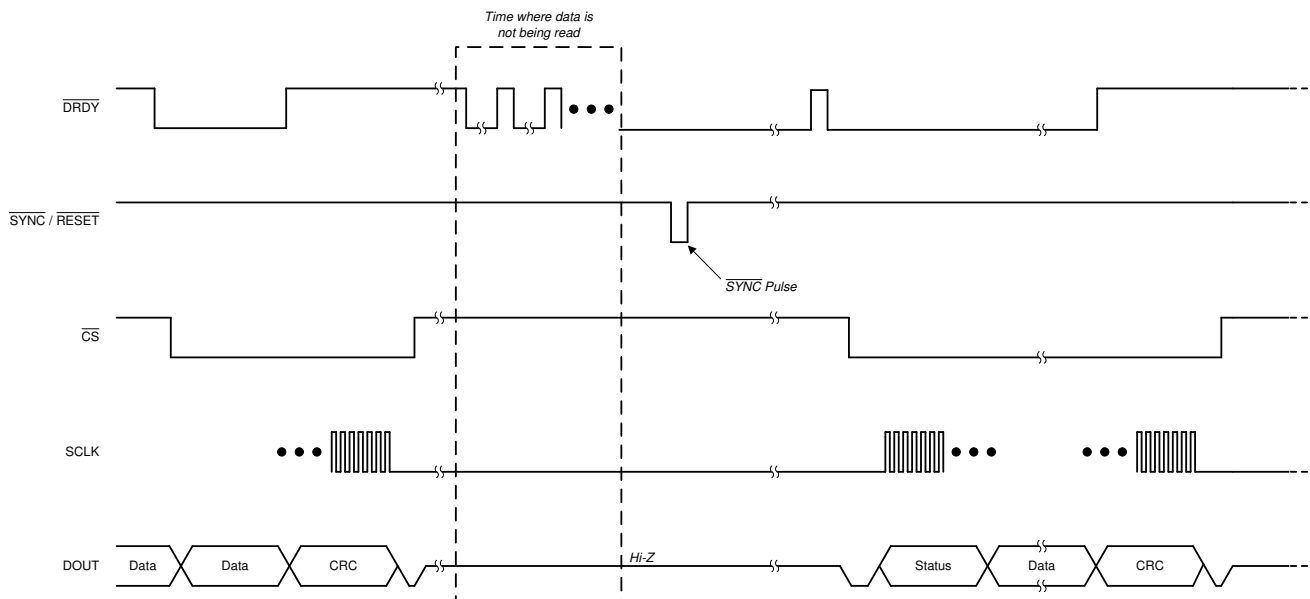 Time where data is
not being read
DRDY
SYNC / RESET
SYNC Pulse
CS
SCLK
Hi-Z
DOUT
Data
Data
CRC
Status
Data
CRC